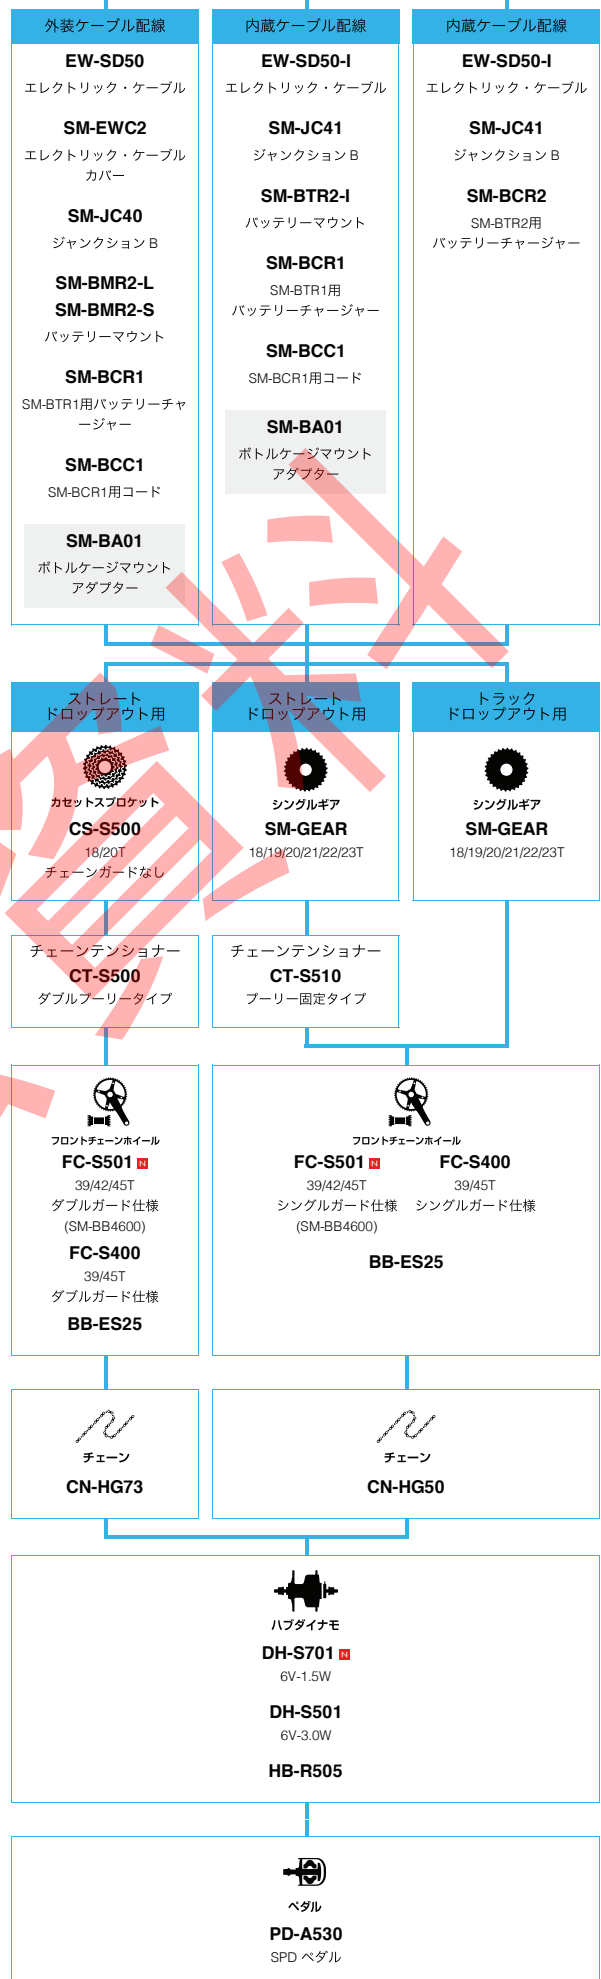 外装ケーブル配線
EW-SD50
エレクトリック・ケーブル
SM-EWC2
エレクトリック・ケーブル
カバー
SM-JC40
ジャンクション B
SM-BMR2-L
SM-BMR2-S
バッテリーマウント
SM-BCR1
SM-BTR1用バッテリーチャ
ージャー
SM-BCC1
SM-BCR1用コード
SM-BA01
ボトルケージマウント
アダプター
内蔵ケーブル配線
EW-SD50-I
エレクトリック・ケーブル
SM-JC41
ジャンクション B
SM-BTR2-I
バッテリーマウント
SM-BCR1
SM-BTR1用
バッテリーチャージャー
SM-BCC1
SM-BCR1用コード
SM-BA01
ボトルケージマウント
アダプター
内蔵ケーブル配線
EW-SD50-I
エレクトリック・ケーブル
SM-JC41
ジャンクション B
SM-BCR2
SM-BTR2用
バッテリーチャージャー
ストレート
ドロップアウト用
カセットスプロケット
CS-S500
18/20T
チェーンガードなし
ストレート
ドロップアウト用
シングルギア
SM-GEAR
18/19/20/21/22/23T
トラック
ドロップアウト用
シングルギア
SM-GEAR
18/19/20/21/22/23T
チェーンテンショナー
CT-S500
ダブルプーリータイプ
チェーンテンショナー
CT-S510
プーリー固定タイプ
フロントチェーンホイール
FC-S501 N
39/42/45T
ダブルガード仕様
(SM-BB4600)
FC-S400
39/45T
ダブルガード仕様
BB-ES25
フロントチェーンホイール
FC-S501 N
39/42/45T
シングルガード仕様
(SM-BB4600)
FC-S400
39/45T
シングルガード仕様
BB-ES25
チェーン
CN-HG73
チェーン
CN-HG50
ハブダイナモ
DH-S701 N
6V-1.5W
DH-S501
6V-3.0W
HB-R505
ペダル
PD-A530
SPD ペダル
資料